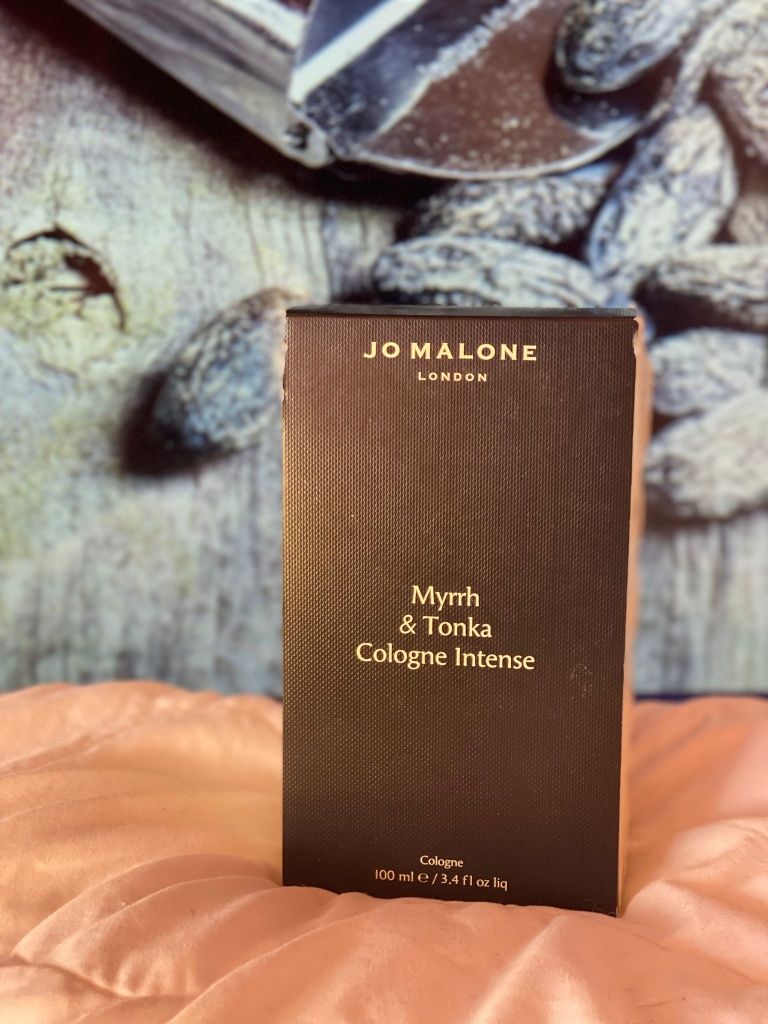 JO MALONE
LONDON
Myrrh
& Tonka
Cologne Intense
Cologne
100 ml ℮ / 3.4 fl oz liq